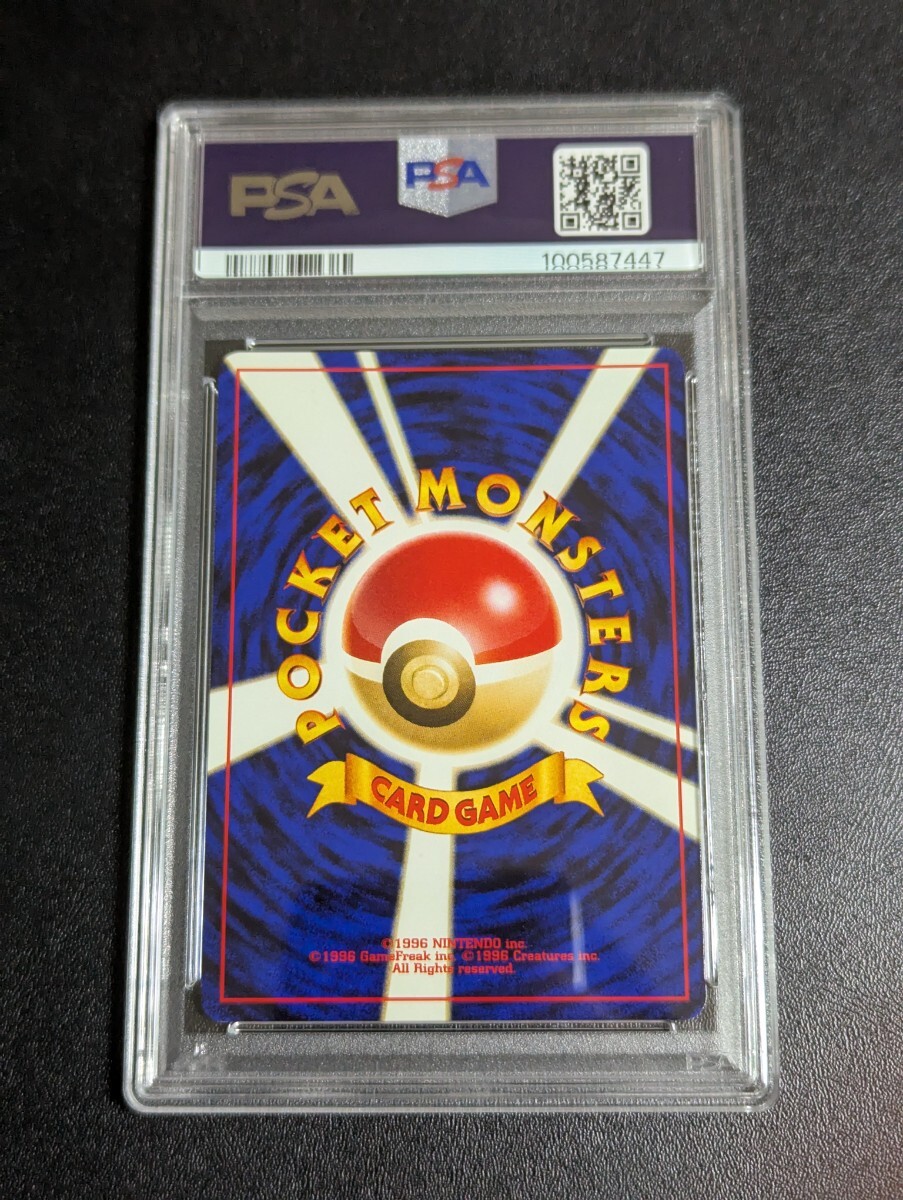 PSA
PSA
100587447
POCKET MONSTERS
CARD GAME
©1996 NINTENDO inc.
©1996 GameFreak inc. ©1996 Creatures inc.
All Rights reserved.